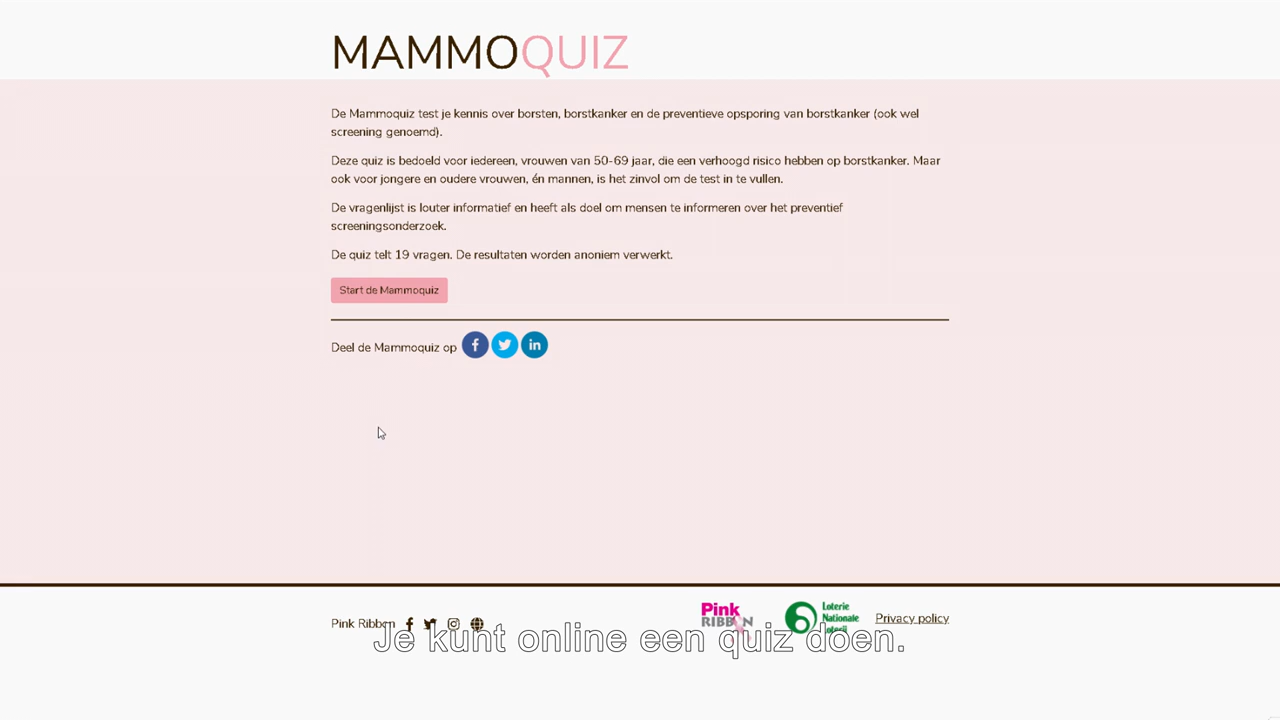 MAMMOQUIZ
De Mammoquiz test je kennis over borsten, borstkanker en de preventieve opsporing van borstkanker (ook wel
screening genoemd).
Deze quiz is bedoeld voor iedereen, vrouwen van 50-69 jaar, die een verhoogd risico hebben op borstkanker. Maar
ook voor jongere en oudere vrouwen, én mannen, is het zinvol om de test in te vullen.
De vragenlijst is louter informatief en heeft als doel om mensen te informeren over het preventief
screeningsonderzoek.
De quiz telt 19 vragen. De resultaten worden anoniem verwerkt.
Start de Mammoquiz
Deel de Mammoquiz op
Pink Ribbon
Pink
RIBBON
Loterie
Nationale
Loterij
Privacy policy
Je kunt online een quiz doen.